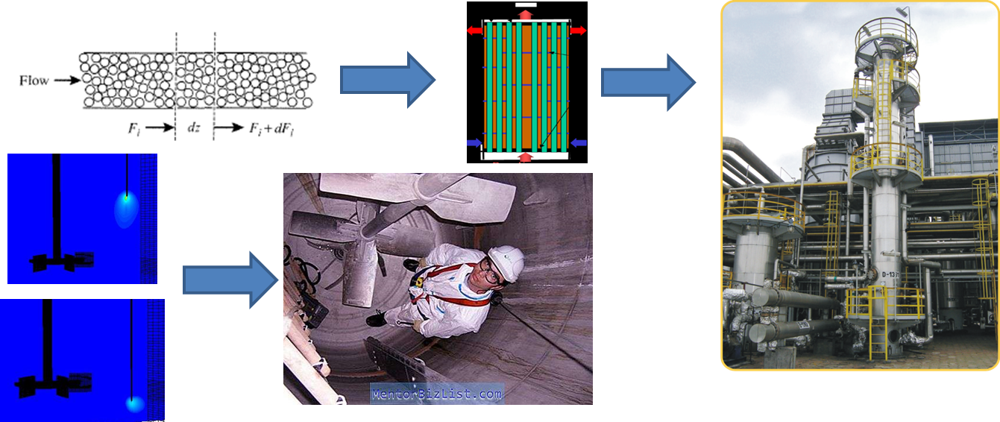 Flow
F_i
dz
F_i + dF_i
D-13
MentorBizList.com